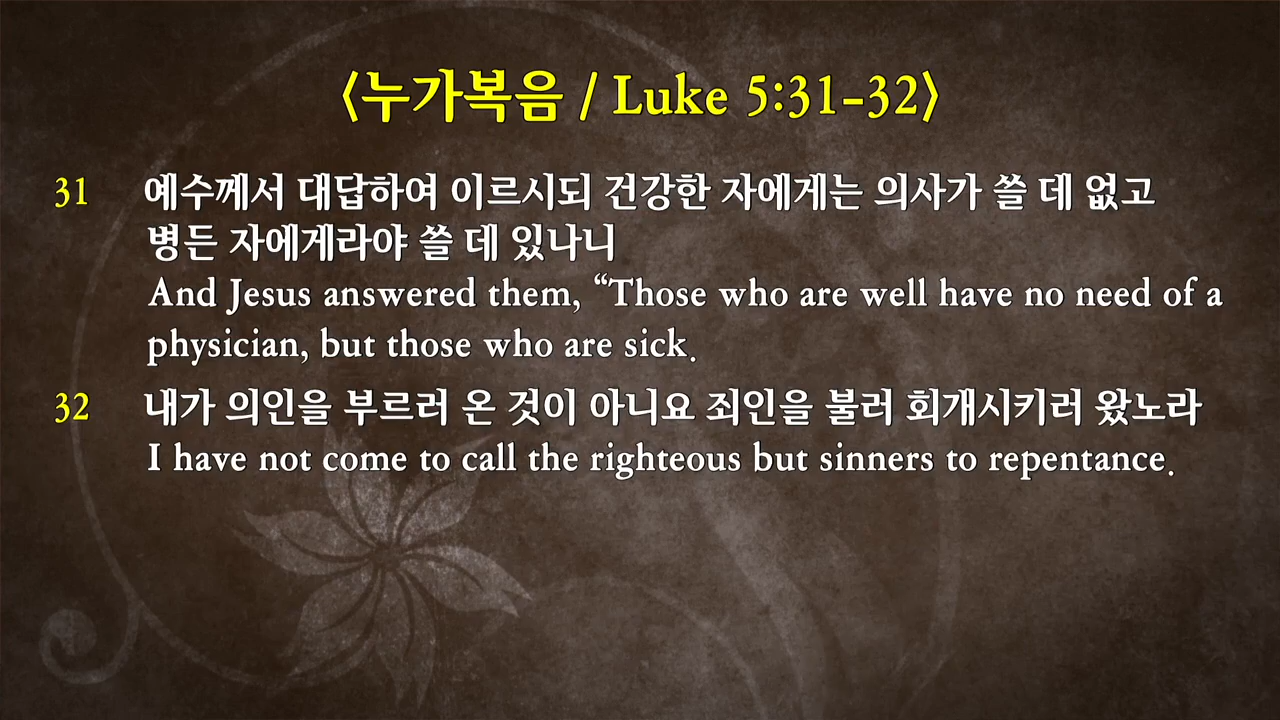 〈누가복음 / Luke 5:31-32〉
31 예수께서 대답하여 이르시되 건강한 자에게는 의사가 쓸 데 없고
병든 자에게라야 쓸 데 있나니
And Jesus answered them, “Those who are well have no need of a
physician, but those who are sick.
32 내가 의인을 부르러 온 것이 아니요 죄인을 불러 회개시키러 왔노라
I have not come to call the righteous but sinners to repentance.